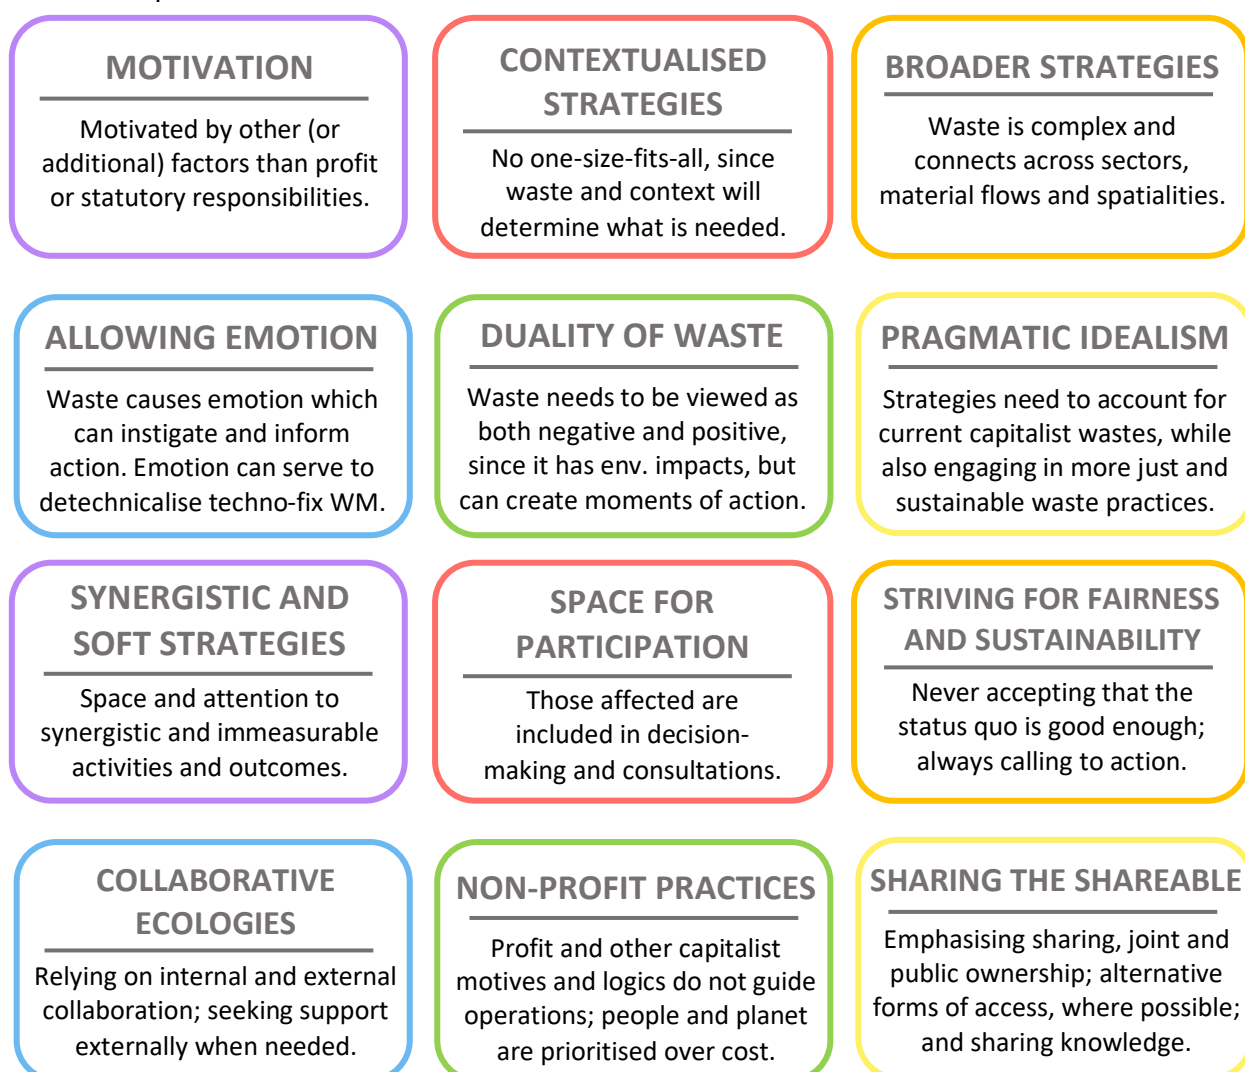 MOTIVATION
Motivated by other (or
additional) factors than profit
or statutory responsibilities.
CONTEXTUALISED
STRATEGIES
No one-size-fits-all, since
waste and context will
determine what is needed.
BROADER STRATEGIES
Waste is complex and
connects across sectors,
material flows and spatialities.
ALLOWING EMOTION
Waste causes emotion which
can instigate and inform
action. Emotion can serve to
detechnicalise techno-fix WM.
DUALITY OF WASTE
Waste needs to be viewed as
both negative and positive,
since it has env. impacts, but
can create moments of action.
PRAGMATIC IDEALISM
Strategies need to account for
current capitalist wastes, while
also engaging in more just and
sustainable waste practices.
SYNERGISTIC AND
SOFT STRATEGIES
Space and attention to
synergistic and immeasurable
activities and outcomes.
SPACE FOR
PARTICIPATION
Those affected are
included in decision-
making and consultations.
STRIVING FOR FAIRNESS
AND SUSTAINABILITY
Never accepting that the
status quo is good enough;
always calling to action.
COLLABORATIVE
ECOLOGIES
Relying on internal and external
collaboration; seeking support
externally when needed.
NON-PROFIT PRACTICES
Profit and other capitalist
motives and logics do not guide
operations; people and planet
are prioritised over cost.
SHARING THE SHAREABLE
Emphasising sharing, joint and
public ownership; alternative
forms of access, where possible;
and sharing knowledge.